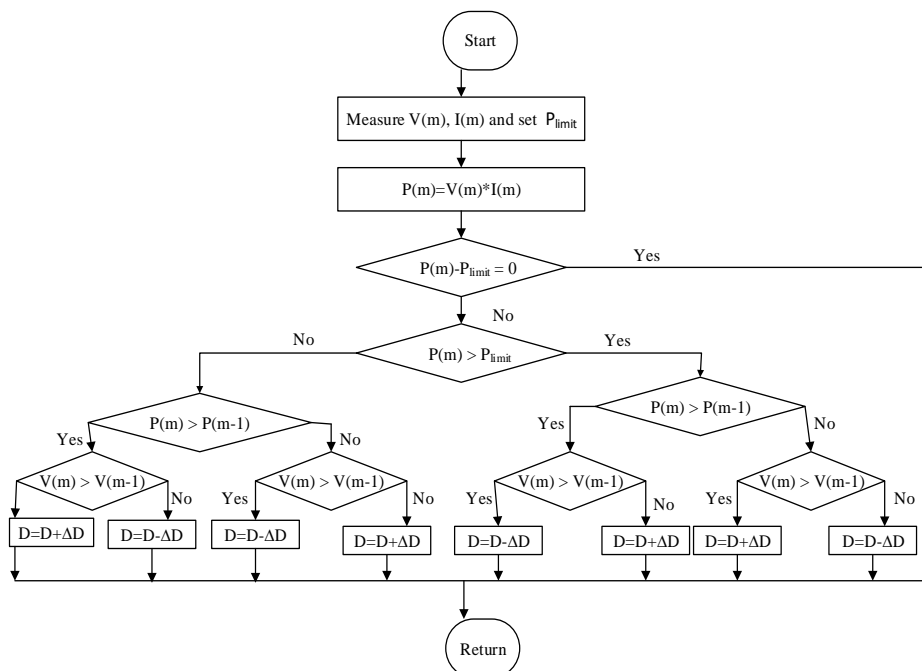 Start
Measure V(m), I(m) and set P_limit
P(m)=V(m)*I(m)
P(m)-P_limit = 0
Yes
No
No
P(m) > P_limit
Yes
P(m) > P(m-1)
P(m) > P(m-1)
Yes
No
Yes
No
V(m) > V(m-1)
V(m) > V(m-1)
V(m) > V(m-1)
V(m) > V(m-1)
No
Yes
No
Yes
No
Yes
No
D=D+ΔD
D=D-ΔD
D=D-ΔD
D=D+ΔD
D=D-ΔD
D=D+ΔD
D=D+ΔD
D=D-ΔD
Return